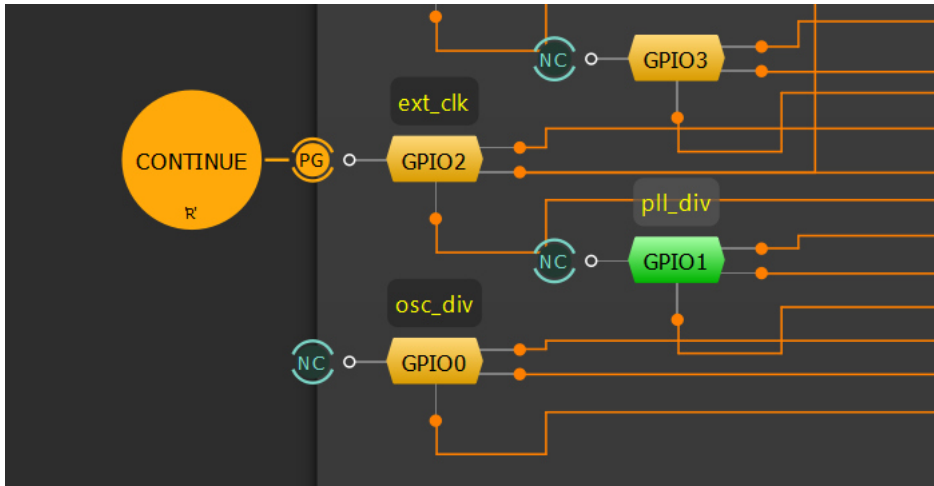 NC
GPIO3
ext_clk
CONTINUE
PG
GPIO2
'R'
pll_div
NC
GPIO1
osc_div
NC
GPIO0